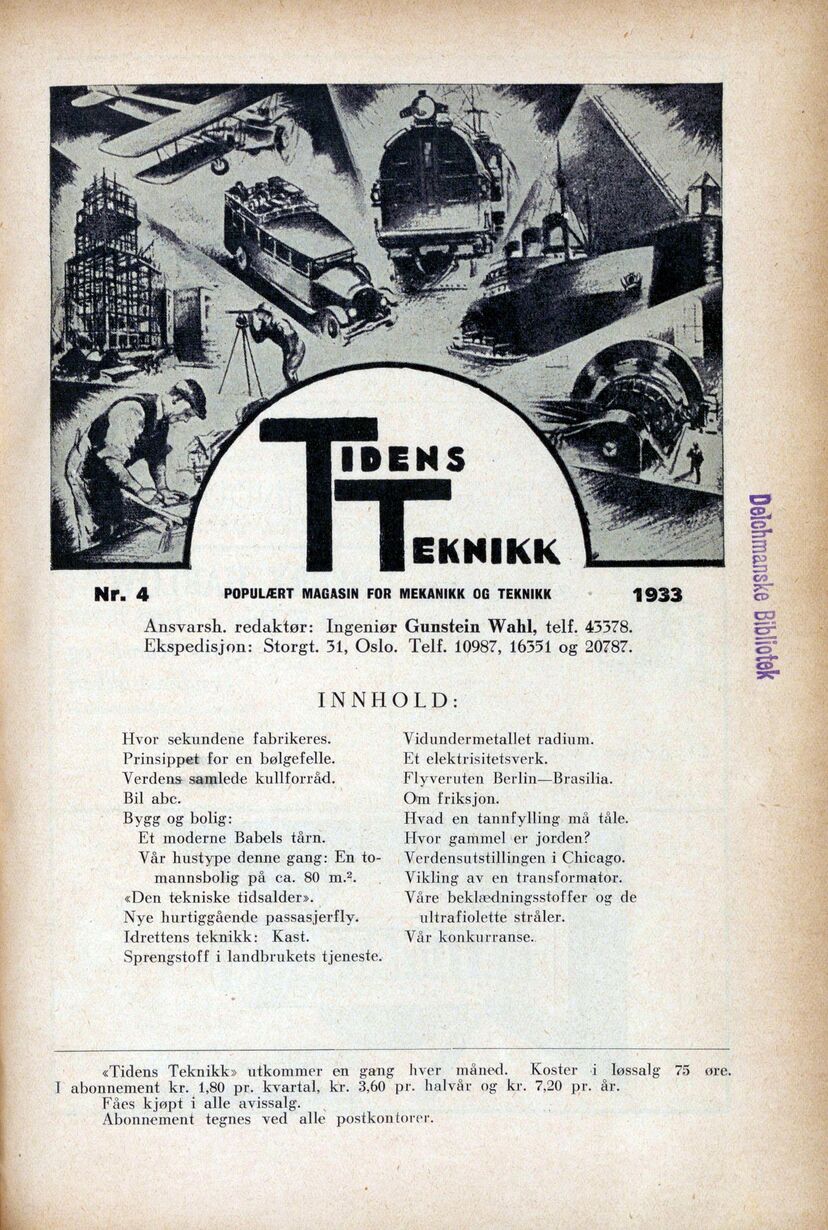 TIDENS
TEKNIKK
Nr. 4 POPULÆRT MAGASIN FOR MEKANIKK OG TEKNIKK 1933
Ansvarsh. redaktør: Ingeniør Gunstein Wahl, telf. 43378.
Ekspedisjon: Storgt. 31, Oslo. Telf. 10987, 16351 og 20787.
Deichmanske Bibliotek
INNHOLD:
Hvor sekundene fabrikeres.
Prinsippet for en bølgefelle.
Verdens samlede kullforråd.
Bil abc.
Bygg og bolig:
Et moderne Babels tårn.
Vår hustype denne gang: En to-
mannsbolig på ca. 80 m.².
«Den tekniske tidsalder».
Nye hurtiggående passasjerfly.
Idrettens teknikk: Kast.
Sprengstoff i landbrukets tjeneste.
Vidundermetallet radium.
Et elektrisitetsverk.
Flyveruten Berlin—Brasilia.
Om friksjon.
Hvad en tannfylling må tåle.
Hvor gammel er jorden?
Verdensutstillingen i Chicago.
Vikling av en transformator.
Våre beklædningsstoffer og de
ultrafiolette stråler.
Vår konkurranse.
«Tidens Teknikk» utkommer en gang hver måned. Koster i løssalg 75 øre.
I abonnement kr. 1,80 pr. kvartal, kr. 3,60 pr. halvår og kr. 7,20 pr. år.
Fåes kjøpt i alle avissalg.
Abonnement tegnes ved alle postkontorer.